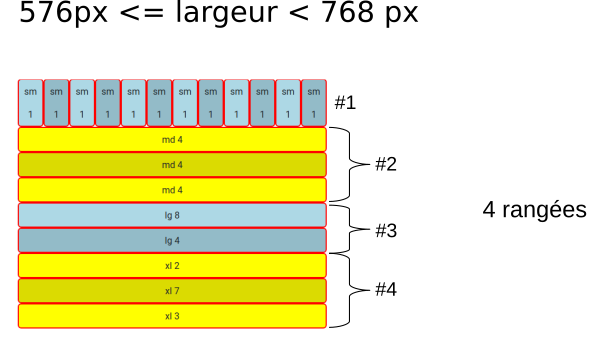 576px <= largeur < 768 px
sm sm sm sm sm sm sm sm sm sm sm sm
1 1 1 1 1 1 1 1 1 1 1 1
#1
md 4
md 4
#2
md 4
lg 8
4 rangées
#3
lg 4
xl 2
xl 7
#4
xl 3